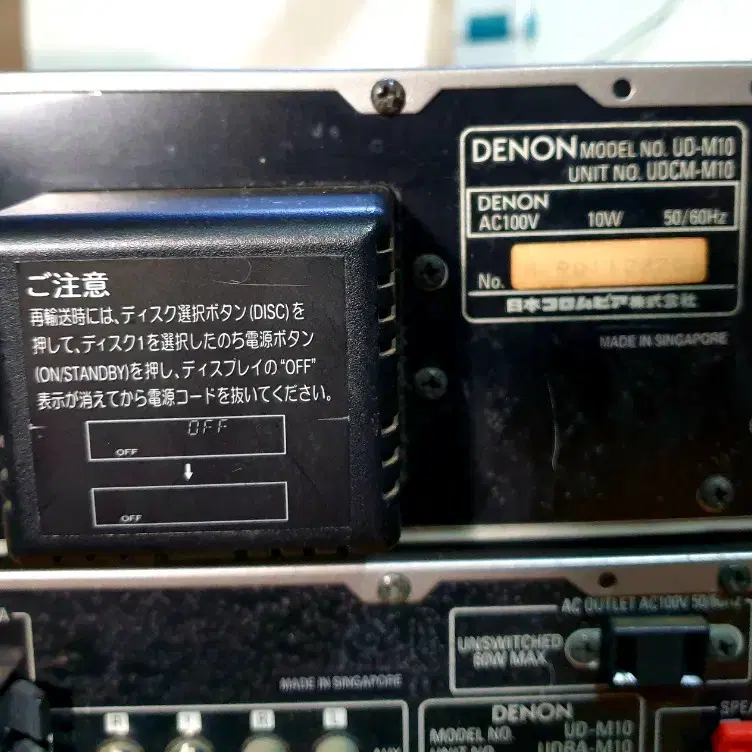 DENON MODEL NO. UD-M10
UNIT NO. UDCM-M10
DENON
AC100V 10W 50/60Hz
No.
日本コロムビア株式会社
MADE IN SINGAPORE
ご注意
再輸送時には、ディスク選択ボタン(DISC)を
押して、ディスク1を選択したのち電源ボタン
(ON/STANDBY)を押し、ディスプレイの“OFF”
表示が消えてから電源コードを抜いてください。
OFF
OFF
OFF
AC OUTLET AC100V
UNSWITCHED
60W MAX
MADE IN SINGAPORE
R
L
R
L
DENON
MODEL NO. UD-M10
UNIT NO.
AUX